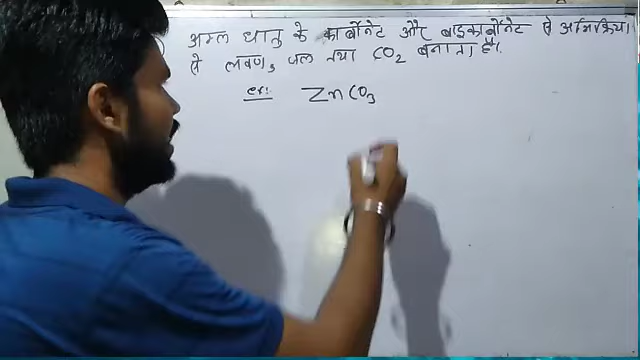 अम्ल धातु के कार्बोनेट और बाइकार्बोनेट से अभिक्रिया
से लवण, जल तथा CO2 बनाता है।
ex: ZnCO3